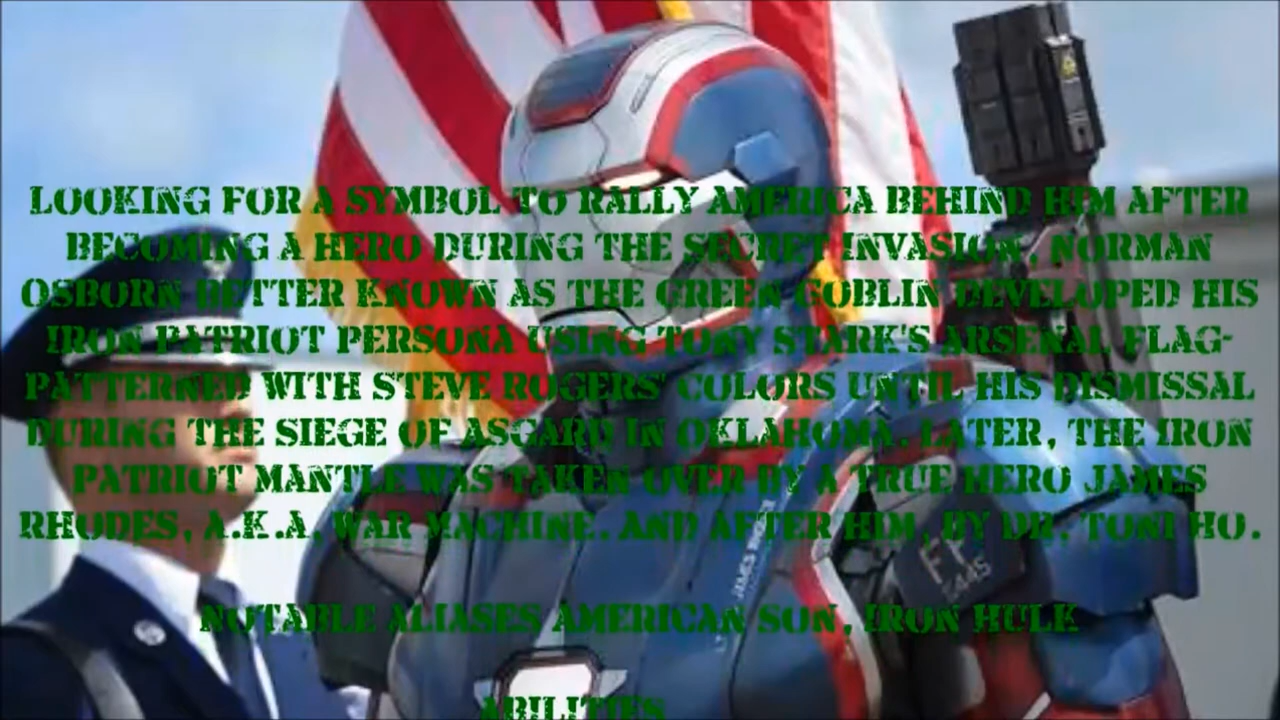 LOOKING FOR A SYMBOL TO RALLY AMERICA BEHIND HIM AFTER
BECOMING A HERO DURING THE SECRET INVASION, NORMAN
OSBORN BETTER KNOWN AS THE GREEN GOBLIN DEVELOPED HIS
IRON PATRIOT PERSONA USING TONY STARK'S ARSENAL FLAG-
PATTERNED WITH STEVE ROGERS' COLORS UNTIL HIS DISMISSAL
DURING THE SIEGE OF ASGARD IN OKLAHOMA. LATER, THE IRON
PATRIOT MANTLE WAS TAKEN OVER BY A TRUE HERO JAMES
RHODES, A.K.A. WAR MACHINE. AND AFTER HIM, BY DR. TONI HO.
NOTABLE ALIASES AMERICAN SON, IRON HULK
ABILITIES